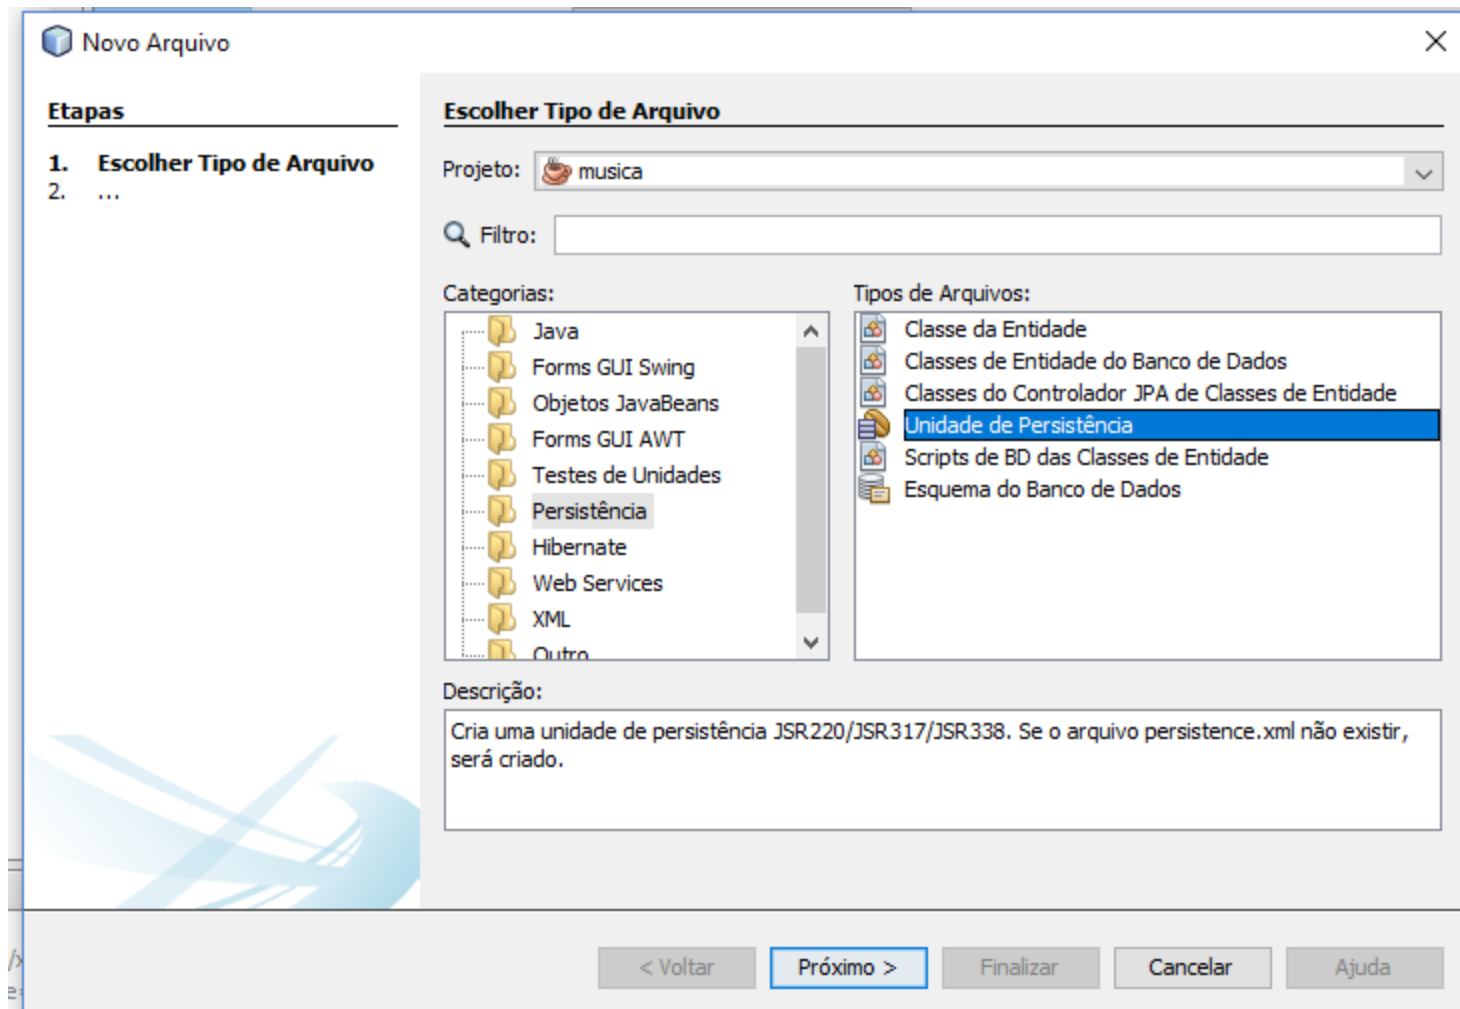 Novo Arquivo
Etapas
1. Escolher Tipo de Arquivo
2. ...
Escolher Tipo de Arquivo
Projeto: musica
Filtro:
Categorias:
Java
Forms GUI Swing
Objetos JavaBeans
Forms GUI AWT
Testes de Unidades
Persistência
Hibernate
Web Services
XML
Outro
Tipos de Arquivos:
Classe da Entidade
Classes de Entidade do Banco de Dados
Classes do Controlador JPA de Classes de Entidade
Unidade de Persistência
Scripts de BD das Classes de Entidade
Esquema do Banco de Dados
Descrição:
Cria uma unidade de persistência JSR220/JSR317/JSR338. Se o arquivo persistence.xml não existir,
será criado.
< Voltar
Próximo >
Finalizar
Cancelar
Ajuda